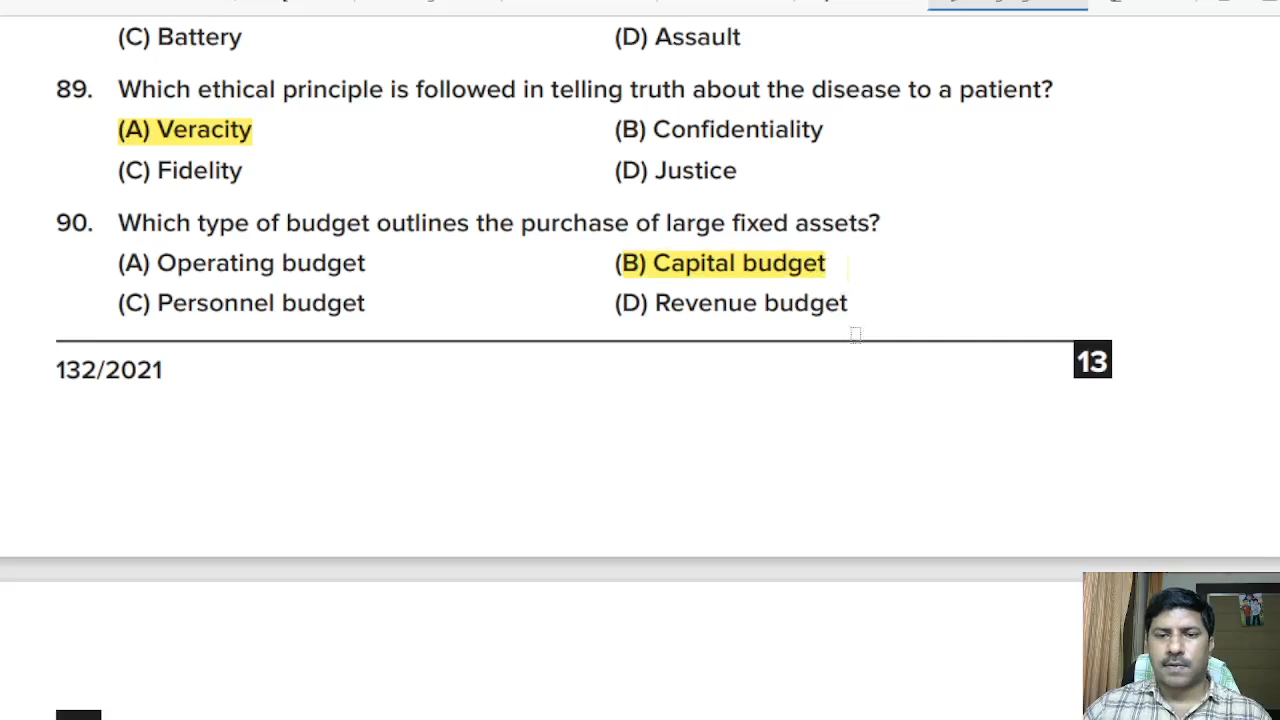 (C) Battery (D) Assault
89. Which ethical principle is followed in telling truth about the disease to a patient?
(A) Veracity (B) Confidentiality
(C) Fidelity (D) Justice
90. Which type of budget outlines the purchase of large fixed assets?
(A) Operating budget (B) Capital budget
(C) Personnel budget (D) Revenue budget
132/2021 13